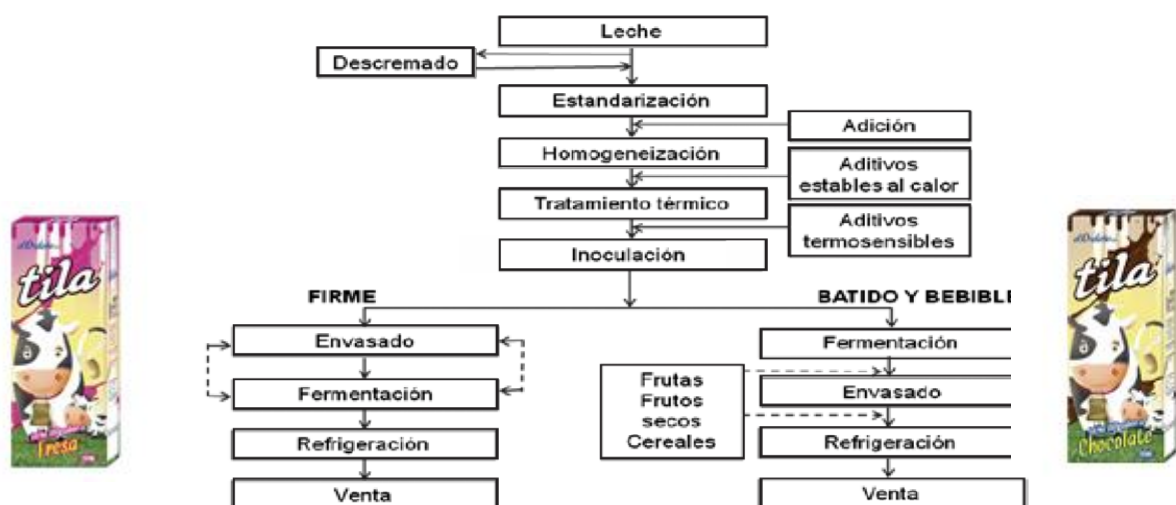 Leche
Descremado
Estandarización
Adición
Homogeneización
Aditivos
estables al calor
Tratamiento térmico
Aditivos
termosensibles
Inoculación
FIRME
BATIDO Y BEBIBLE
Envasado
Fermentación
Refrigeración
Venta
Fermentación
Frutas
Frutos
secos
Cereales
Envasado
Refrigeración
Venta
tila
Fresa
tila
Chocolate